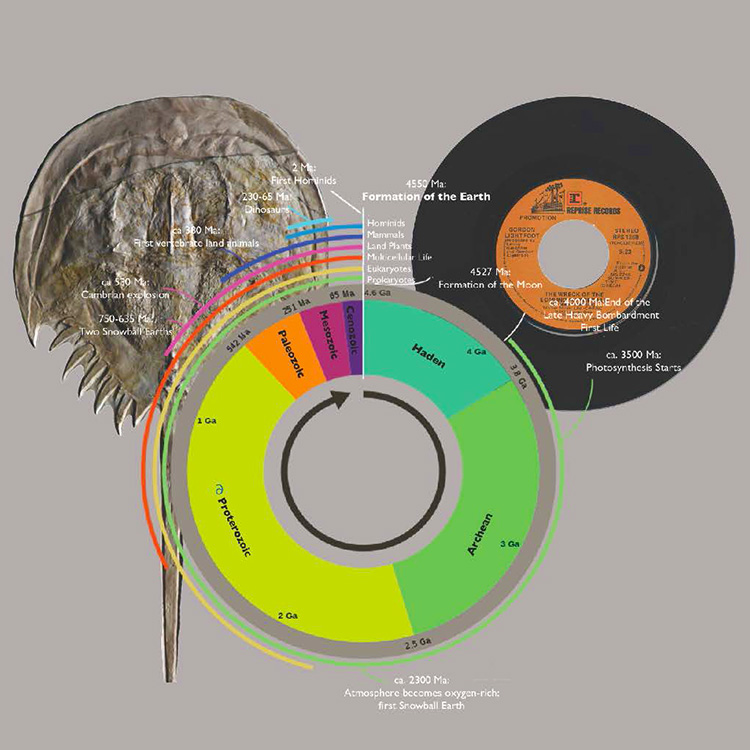 2 Ma:
First Hominids
230-65 Ma:
Dinosaurs
ca 380 Ma:
First vertebrate land animals
ca 530 Ma:
Cambrian explosion
750-635 Ma:
Two Snowball Earths
4550 Ma:
Formation of the Earth
Hominids
Mammals
Land Plants
Multicellular Life
Eukaryotes
Prokaryotes
4527 Ma:
Formation of the Moon
ca. 4000 Ma: End of the
Late Heavy Bombardment
First Life
ca. 3500 Ma:
Photosynthesis Starts
PROMOTION
r
REPRISE RECORDS
GORDON
LIGHTFOOT
STEREO
THE WRECK OF THE
4.6 Ga
65 Ma
251 Ma
542 Ma
Cenozoic
Mesozoic
Paleozoic
Haden
4 Ga
3.8 Ga
1 Ga
Proterozoic
Archean
3 Ga
2 Ga
2.5 Ga
ca. 2300 Ma:
Atmosphere becomes oxygen-rich;
first Snowball Earth